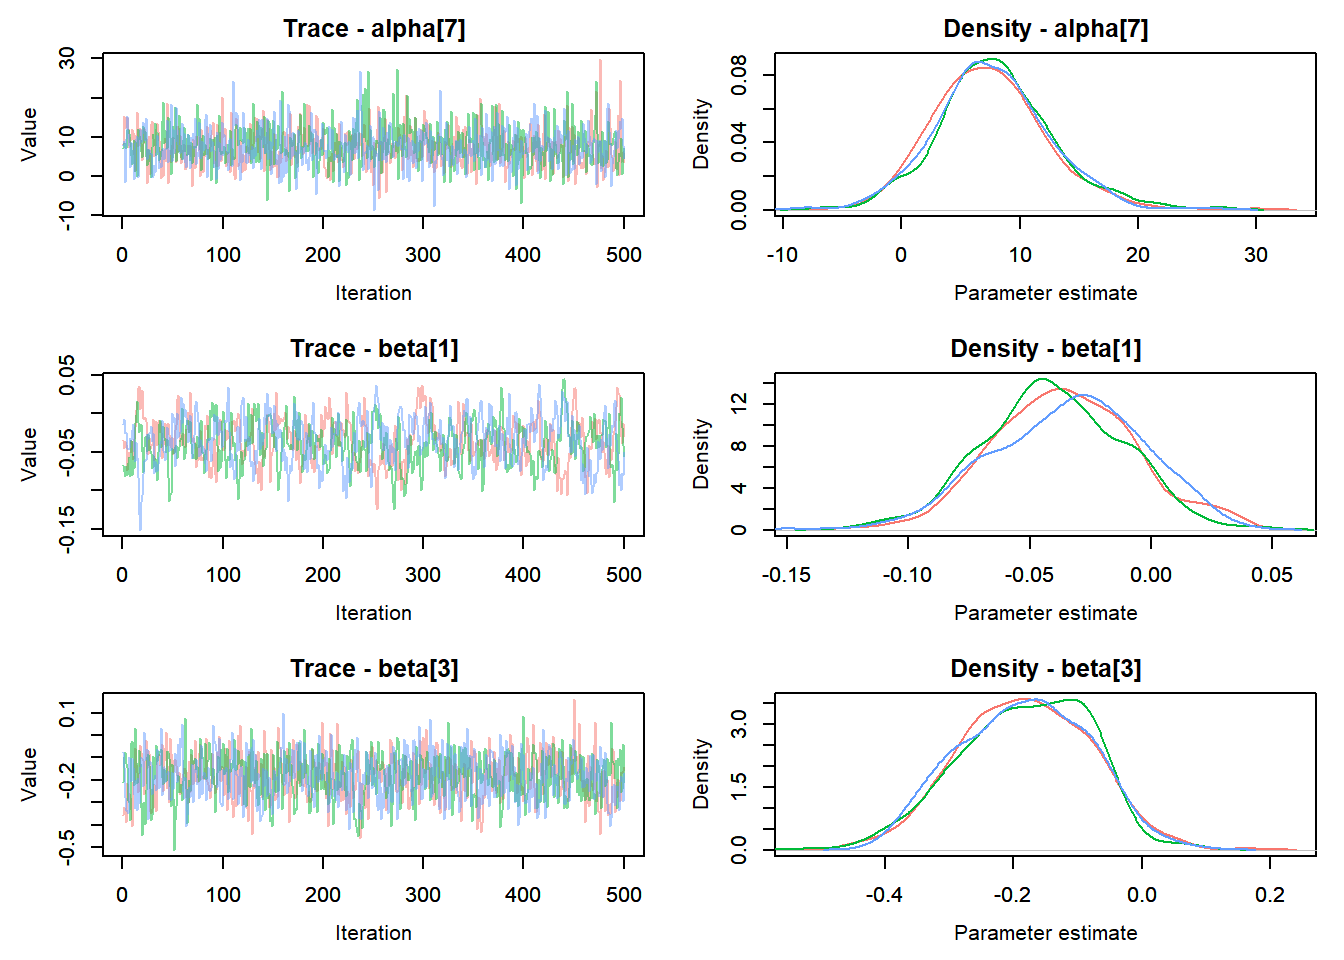 Trace - alpha[7]
Value
30
10
0
-10
0 100 200 300 400 500
Iteration
Density - alpha[7]
Density
0.08
0.04
0.00
-10 0 10 20 30
Parameter estimate
Trace - beta[1]
Value
0.05
-0.05
-0.15
0 100 200 300 400 500
Iteration
Density - beta[1]
Density
12
8
4
0
-0.15 -0.10 -0.05 0.00 0.05
Parameter estimate
Trace - beta[3]
Value
0.1
-0.2
-0.5
0 100 200 300 400 500
Iteration
Density - beta[3]
Density
3.0
1.5
0.0
-0.4 -0.2 0.0 0.2
Parameter estimate